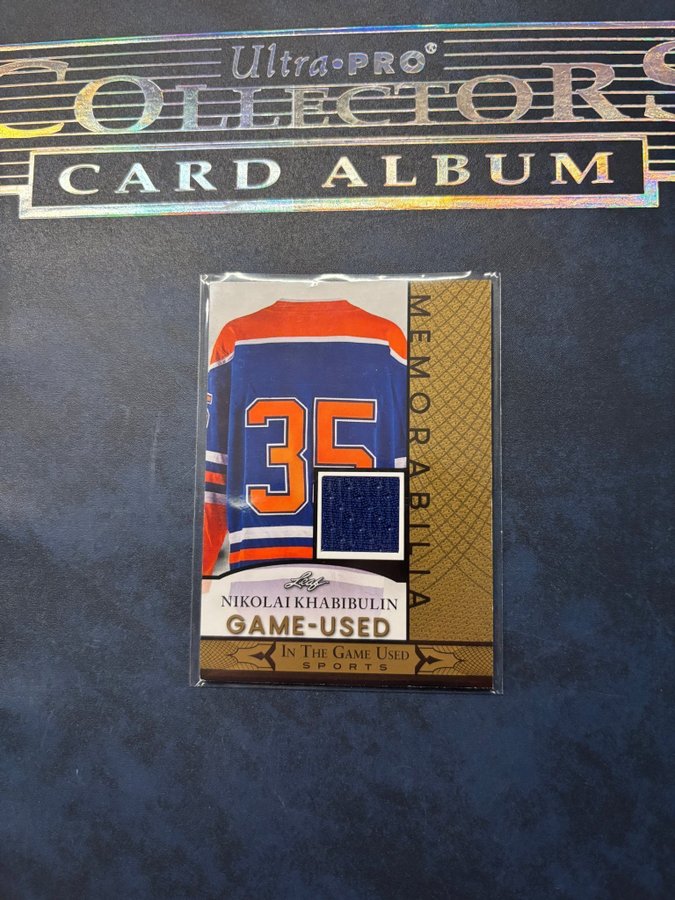 Ultra•PRO®
COLLECTORS
CARD ALBUM
MEMORABILIA
35
Leaf
NIKOLAI KHABIBULIN
GAME-USED
IN THE GAME USED
SPORTS